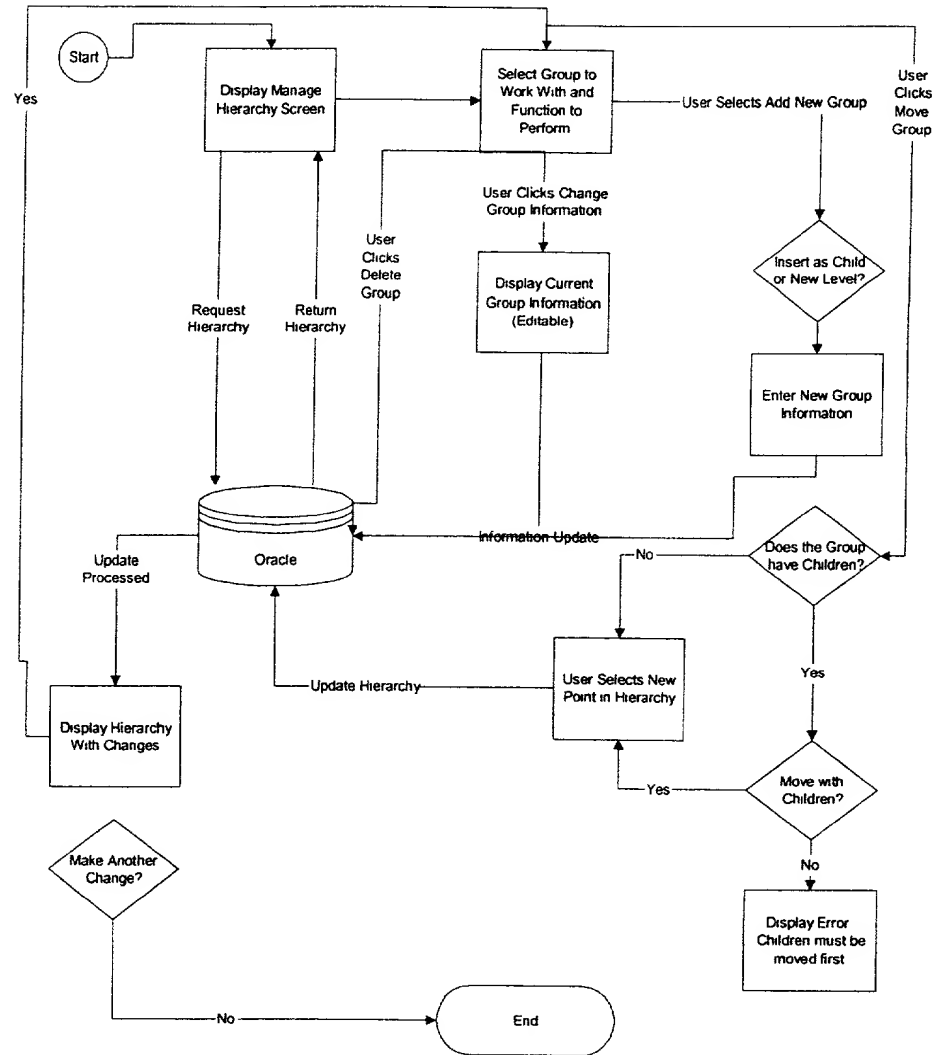 Start
Yes
Display Manage
Hierarchy Screen
Select Group to
Work With and
Function to
Perform
User Selects Add New Group
User
Clicks
Move
Group
User Clicks Change
Group Information
User
Clicks
Delete
Group
Insert as Child
or New Level?
Display Current
Group Information
(Editable)
Request
Hierarchy
Return
Hierarchy
Enter New Group
Information
Information Update
Oracle
Update
Processed
No
Does the Group
have Children?
Yes
Update Hierarchy
User Selects New
Point in Hierarchy
Display Hierarchy
With Changes
Yes
Move with
Children?
No
Make Another
Change?
Display Error
Children must be
moved first
No
End